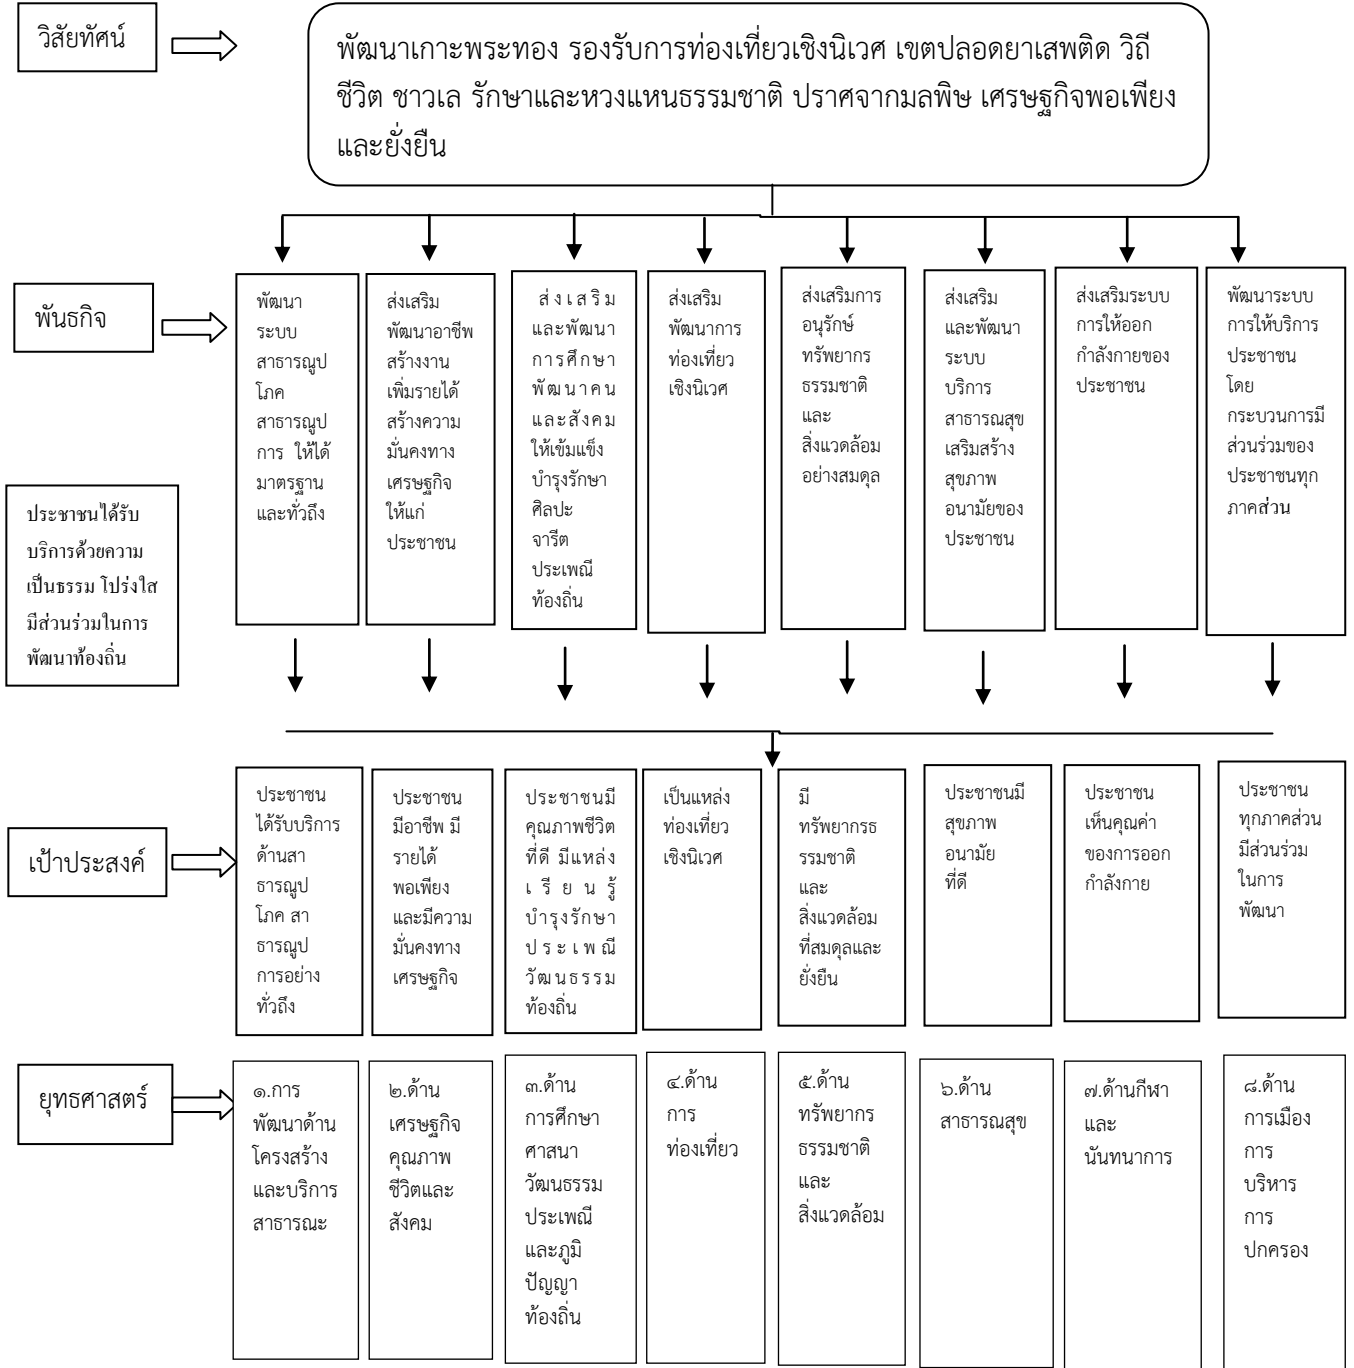 วิสัยทัศน์
พัฒนาเกาะพระทอง รองรับการท่องเที่ยวเชิงนิเวศ เขตปลอดยาเสพติด วิถี
ชีวิต ชาวเล รักษาและหวงแหนธรรมชาติ ปราศจากมลพิษ เศรษฐกิจพอเพียง
และยั่งยืน
พันธกิจ
พัฒนา
ระบบ
สาธารณูป
โภค
สาธารณูป
การ ให้ได้
มาตรฐาน
และทั่วถึง
ส่งเสริม
พัฒนาอาชีพ
สร้างงาน
เพิ่มรายได้
สร้างความ
มั่นคงทาง
เศรษฐกิจ
ให้แก่
ประชาชน
ส่งเสริม
และพัฒนา
การศึกษา
พัฒนาคน
และสังคม
ให้เข้มแข็ง
บำรุงรักษา
ศิลปะ
จารีต
ประเพณี
ท้องถิ่น
ส่งเสริม
พัฒนาการ
ท่องเที่ยว
เชิงนิเวศ
ส่งเสริมการ
อนุรักษ์
ทรัพยากร
ธรรมชาติ
และ
สิ่งแวดล้อม
อย่างสมดุล
ส่งเสริม
และพัฒนา
ระบบ
บริการ
สาธารณสุข
เสริมสร้าง
สุขภาพ
อนามัยของ
ประชาชน
ส่งเสริมระบบ
การให้ออก
กำลังกายของ
ประชาชน
พัฒนาระบบ
การให้บริการ
ประชาชน
โดย
กระบวนการมี
ส่วนร่วมของ
ประชาชนทุก
ภาคส่วน
ประชาชนได้รับ
บริการด้วยความ
เป็นธรรม โปร่งใส
มีส่วนร่วมในการ
พัฒนาท้องถิ่น
เป้าประสงค์
ประชาชน
ได้รับบริการ
ด้านสา
ธารณูป
โภค สา
ธารณูป
การอย่าง
ทั่วถึง
ประชาชน
มีอาชีพ มี
รายได้
พอเพียง
และมีความ
มั่นคงทาง
เศรษฐกิจ
ประชาชนมี
คุณภาพชีวิต
ที่ดี มีแหล่ง
เรียนรู้
บำรุงรักษา
ประเพณี
วัฒนธรรม
ท้องถิ่น
เป็นแหล่ง
ท่องเที่ยว
เชิงนิเวศ
มี
ทรัพยากรธ
รรมชาติ
และ
สิ่งแวดล้อม
ที่สมดุลและ
ยั่งยืน
ประชาชนมี
สุขภาพ
อนามัย
ที่ดี
ประชาชน
เห็นคุณค่า
ของการออก
กำลังกาย
ประชาชน
ทุกภาคส่วน
มีส่วนร่วม
ในการ
พัฒนา
ยุทธศาสตร์
๑.การ
พัฒนาด้าน
โครงสร้าง
และบริการ
สาธารณะ
๒.ด้าน
เศรษฐกิจ
คุณภาพ
ชีวิตและ
สังคม
๓.ด้าน
การศึกษา
ศาสนา
วัฒนธรรม
ประเพณี
และภูมิ
ปัญญา
ท้องถิ่น
๔.ด้าน
การ
ท่องเที่ยว
๕.ด้าน
ทรัพยากร
ธรรมชาติ
และ
สิ่งแวดล้อม
๖.ด้าน
สาธารณสุข
๗.ด้านกีฬา
และ
นันทนาการ
๘.ด้าน
การเมือง
การ
บริหาร
การ
ปกครอง